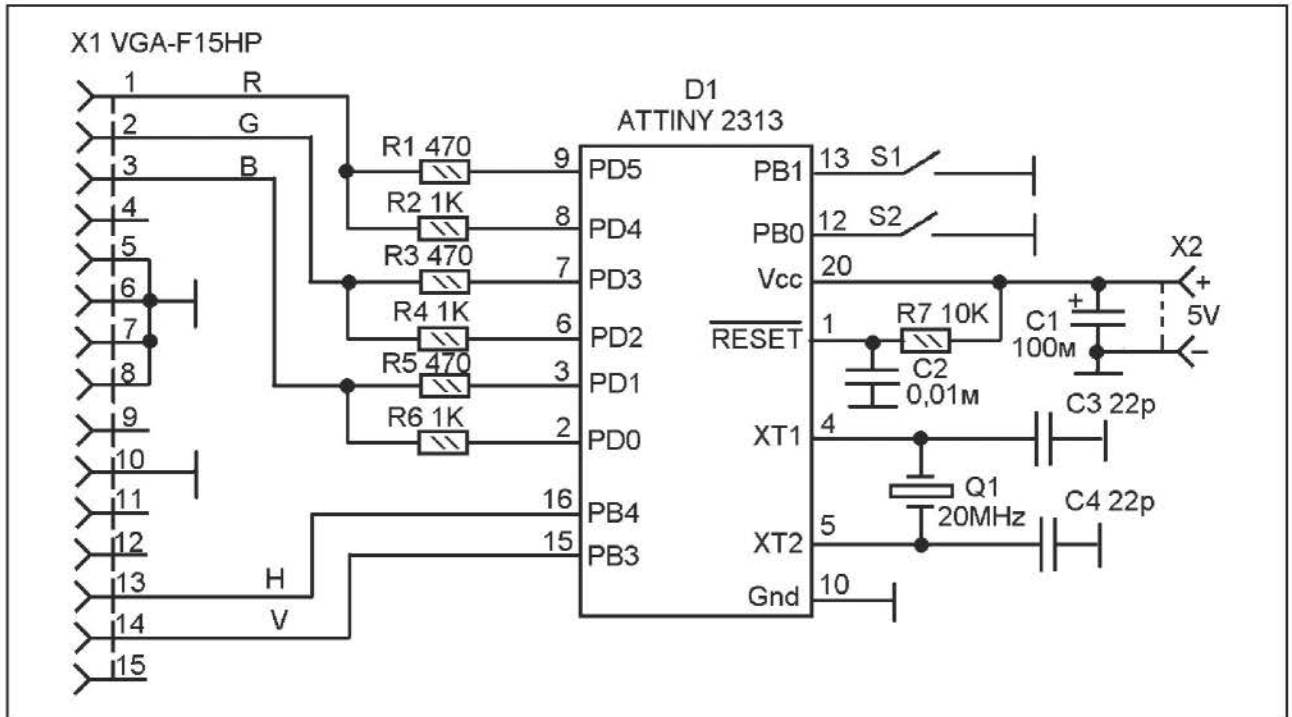 X1 VGA-F15HP
1 R
2 G
3 B
4
5
6
7
8
9
10
11
12
13 H
14 V
15
R1 470
R2 1K
R3 470
R4 1K
R5 470
R6 1K
D1
ATTINY 2313
9 PD5
8 PD4
7 PD3
6 PD2
3 PD1
2 PD0
16 PB4
15 PB3
PB1 13 S1
PB0 12 S2
Vcc 20
RESET 1
R7 10K
C2
0,01м
C1
100м
+
X2
+
5V
–
XT1 4
C3 22p
Q1
20MHz
C4 22p
XT2 5
Gnd 10